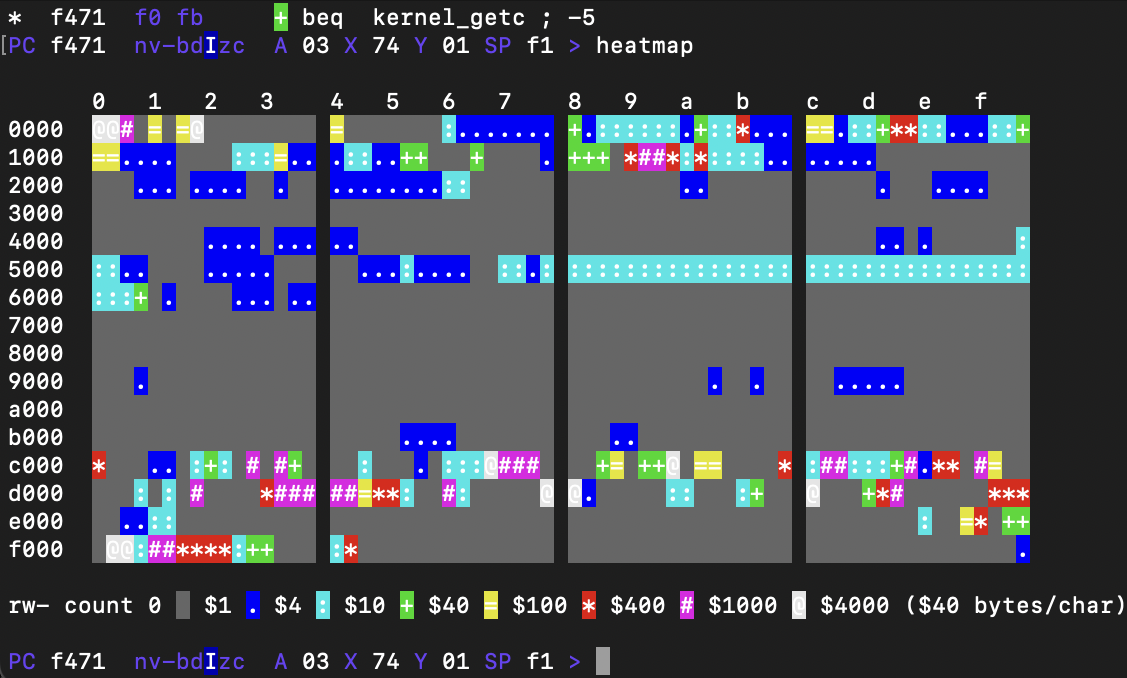 * f471 f0 fb + beq kernel_getc ; -5
PC f471 nv-bdIzc A 03 X 74 Y 01 SP f1 > heatmap
      0   1   2   3    4   5   6   7    8   9   a   b    c   d   e   f
0000  @@# = =@         =       :....... +.::::::.+::*... ==.::+**::...::+
1000  ==....    :::=.. .::..++   +    . +++ *##*:*::::.. .....
2000     ... ....  .   ........::               ..            .   ....
3000
4000          .... ... ..                                      .. .      :
5000  ::..    .....      ...:....  ::.: :::::::::::::::: ::::::::::::::::
6000  :::+ .    ... ..
7000
8000
9000     .                                        .  .     .....
a000
b000                        ....           ..
c000  *   .. :+: # #+    :   . :::@###    += ++@ ==    * :##:::+#.** #=
d000     : : #    *### ##=**:  #:     @ @.     ::   :+   @   +*#      ***
e000    ..::                                                     :  =* ++
f000   @@:##****:++    :*                                               .
rw- count 0 $1 . $4 : $10 + $40 = $100 * $400 # $1000 @ $4000 ($40 bytes/char)
PC f471 nv-bdIzc A 03 X 74 Y 01 SP f1 >